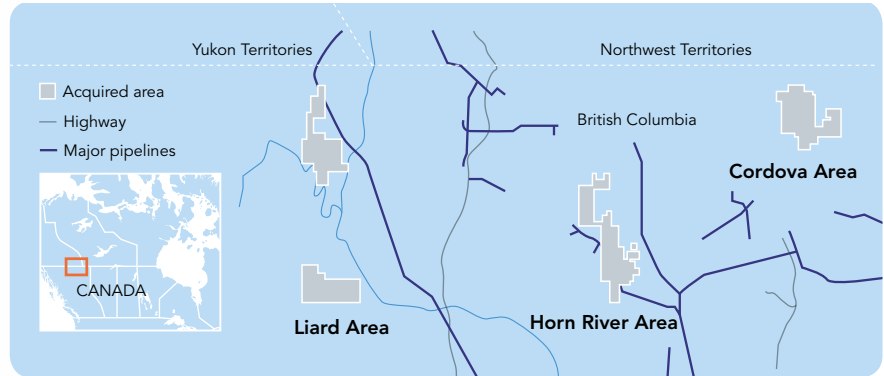 Yukon Territories
Northwest Territories
Acquired area
Highway
Major pipelines
British Columbia
Cordova Area
CANADA
Liard Area
Horn River Area